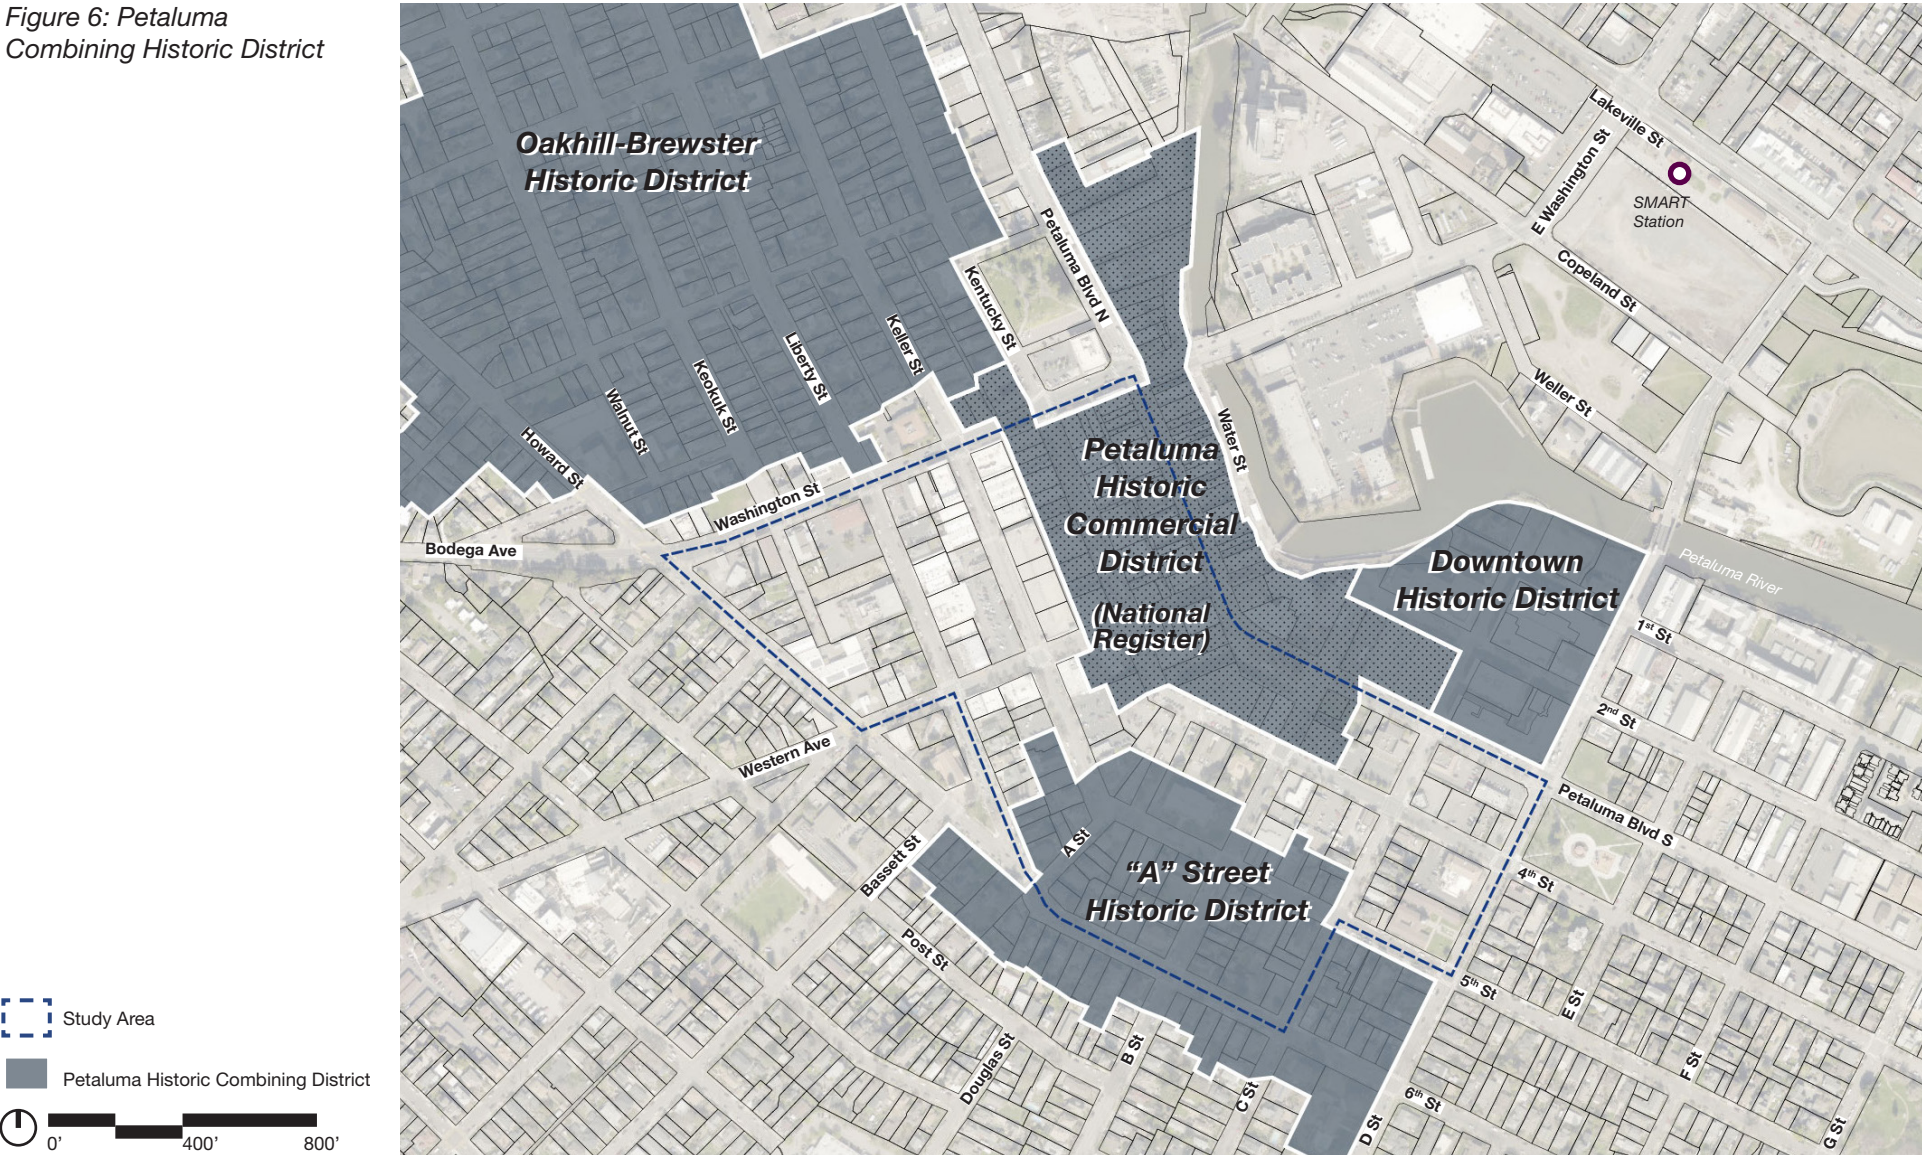 Figure 6: Petaluma
Combining Historic District
Oakhill-Brewster
Historic District
Lakeville St
E Washington St
SMART
Station
Petaluma Blvd N
Kentucky St
Copeland St
Keller St
Liberty St
Keokuk St
Walnut St
Howard St
Weller St
Water St
Petaluma
Historic
Commercial
District
(National
Register)
Washington St
Bodega Ave
Downtown
Historic District
Petaluma River
1st St
2nd St
Western Ave
Petaluma Blvd S
A St
Bassett St
"A" Street
Historic District
4th St
Post St
5th St
E St
Douglas St
B St
C St
F St
6th St
D St
G St
Study Area
Petaluma Historic Combining District
0' 400' 800'